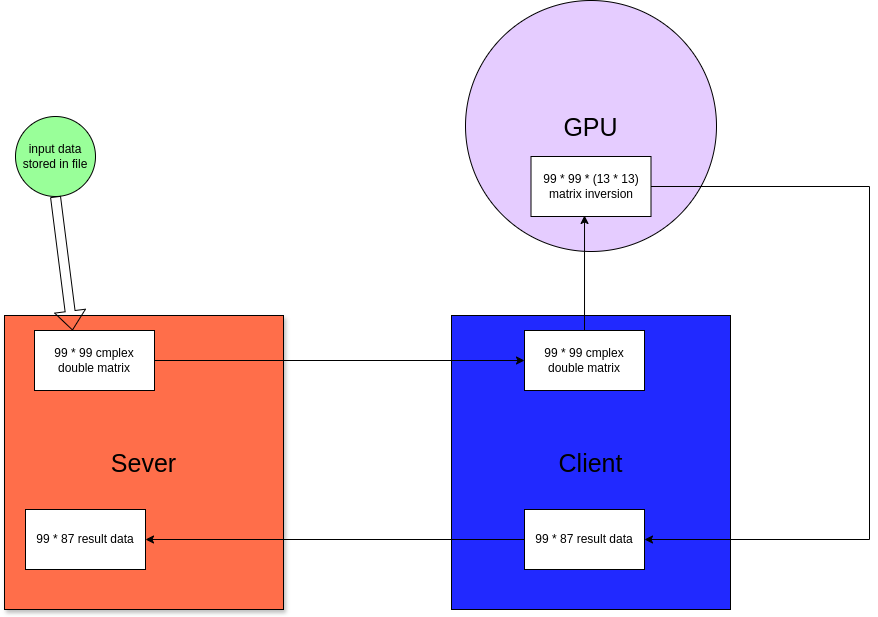 GPU
input data
stored in file
99 * 99 * (13 * 13)
matrix inversion
99 * 99 cmplex
double matrix
99 * 99 cmplex
double matrix
Sever
Client
99 * 87 result data
99 * 87 result data